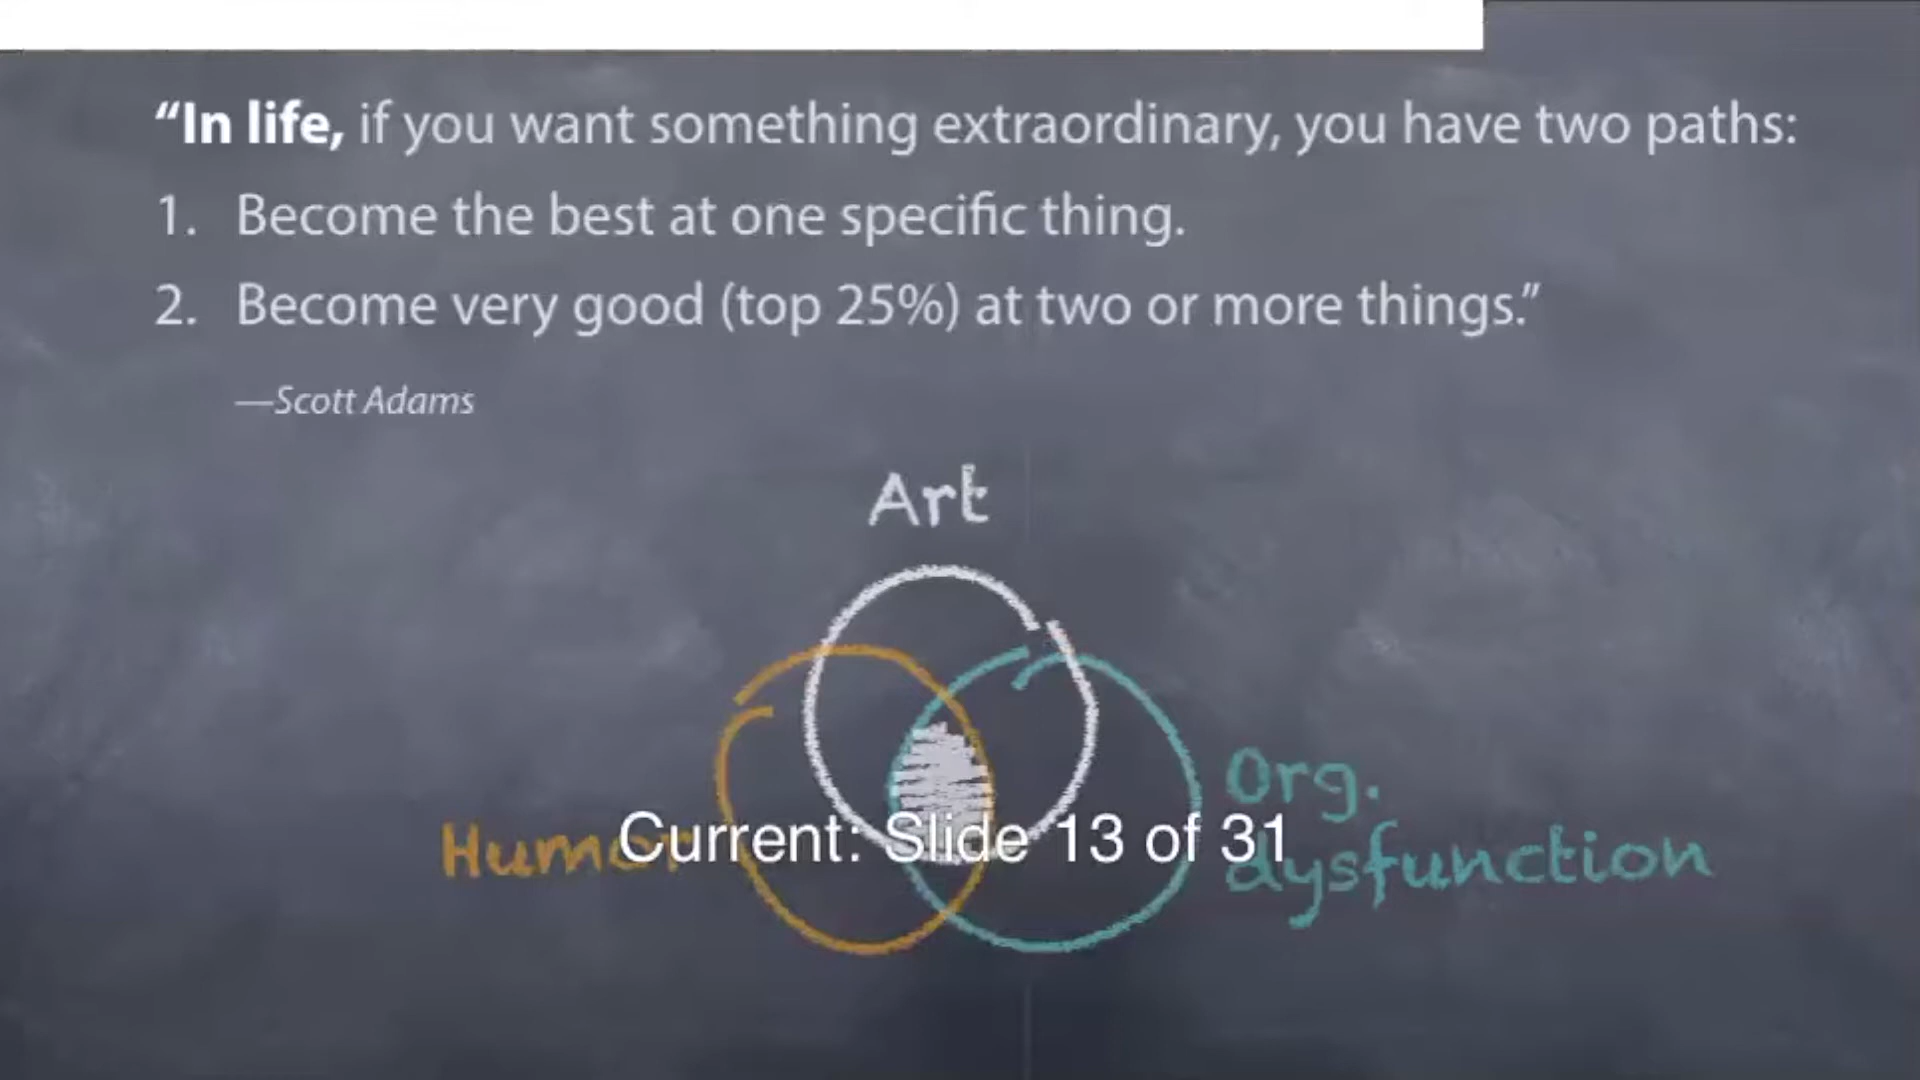 “In life, if you want something extraordinary, you have two paths:
1. Become the best at one specific thing.
2. Become very good (top 25%) at two or more things.”
—Scott Adams
Art
Org.
dysfunction
Humor
Current: Slide 13 of 31